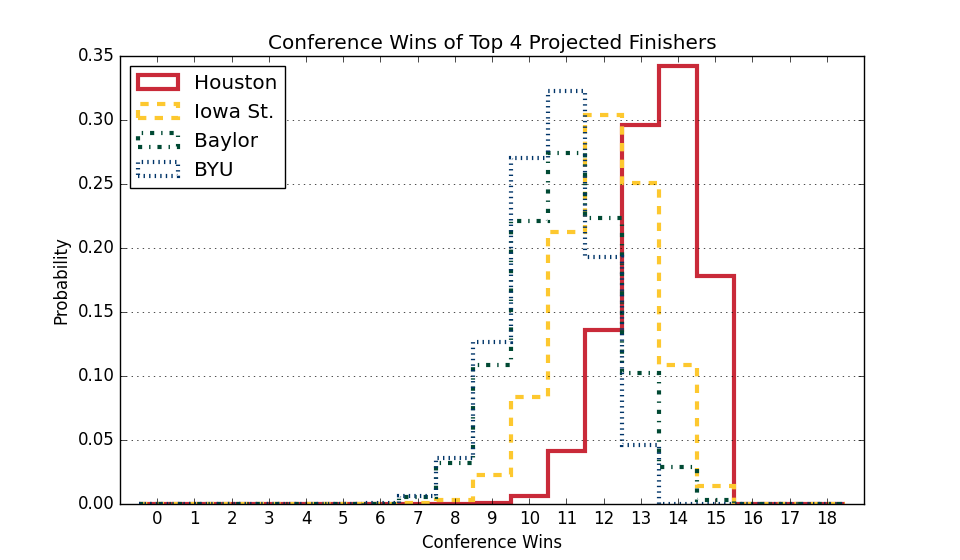 Conference Wins of Top 4 Projected Finishers
Houston
Iowa St.
Baylor
BYU
0.35
0.30
0.25
0.20
0.15
0.10
0.05
0.00
Probability
0 1 2 3 4 5 6 7 8 9 10 11 12 13 14 15 16 17 18
Conference Wins